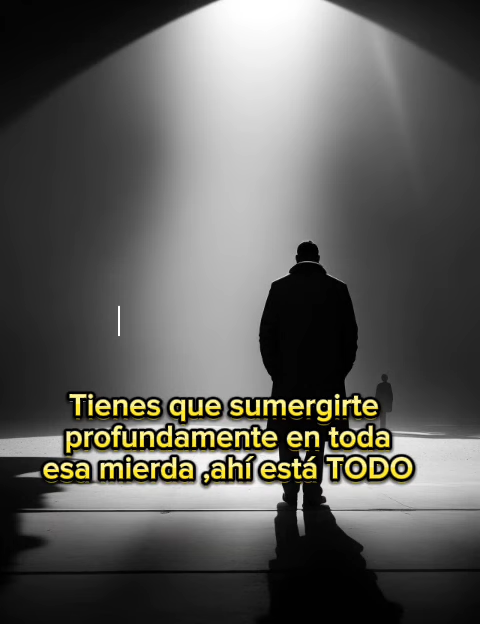 Tienes que sumergirte
profundamente en toda
esa mierda ,ahí está TODO